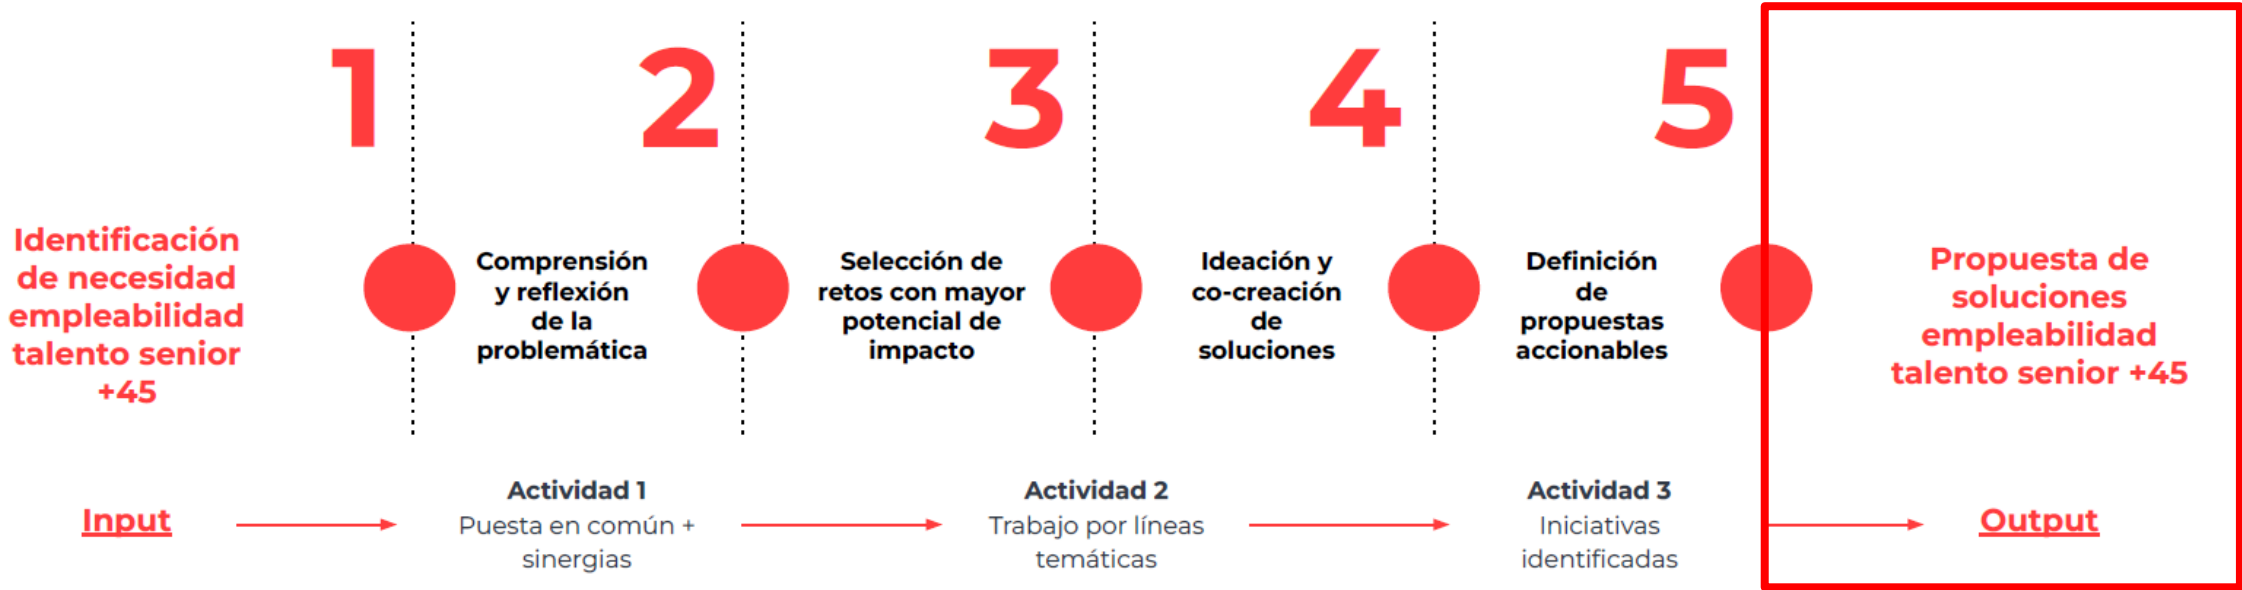 1
2
3
4
5
Identificación
de necesidad
empleabilidad
talento senior
+45
Comprensión
y reflexión
de la
problemática
Selección de
retos con mayor
potencial de
impacto
Ideación y
co-creación
de
soluciones
Definición
de
propuestas
accionables
Propuesta de
soluciones
empleabilidad
talento senior +45
Input
Actividad 1
Puesta en común +
sinergias
Actividad 2
Trabajo por líneas
temáticas
Actividad 3
Iniciativas
identificadas
Output